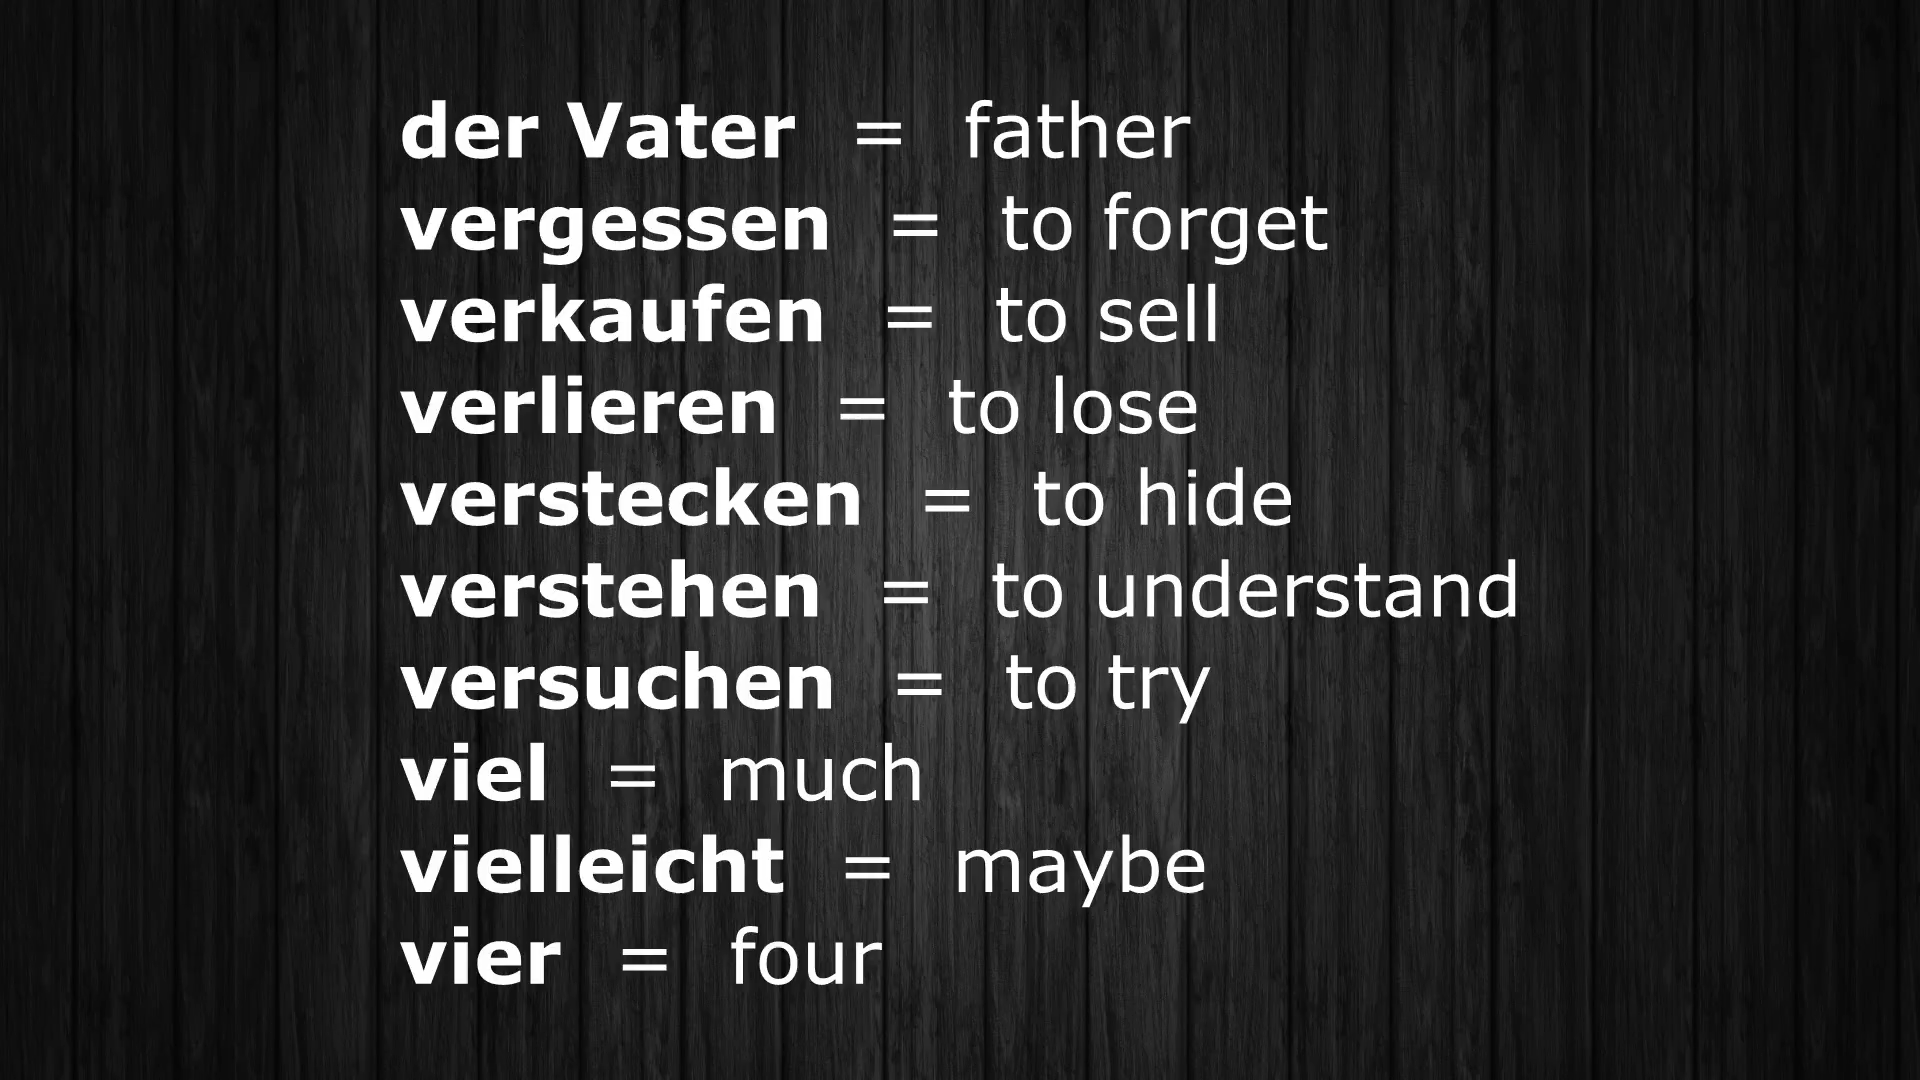 der Vater = father
vergessen = to forget
verkaufen = to sell
verlieren = to lose
verstecken = to hide
verstehen = to understand
versuchen = to try
viel = much
vielleicht = maybe
vier = four